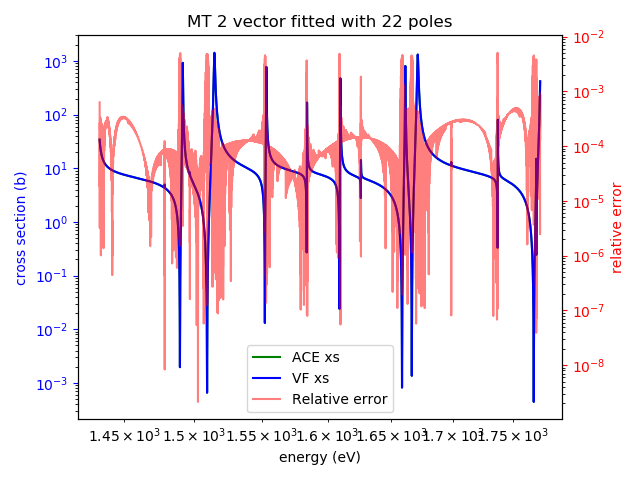 MT 2 vector fitted with 22 poles
cross section (b)
10³
10²
10¹
10⁰
10⁻¹
10⁻²
10⁻³
10⁻²
10⁻³
10⁻⁴
10⁻⁵
10⁻⁶
10⁻⁷
10⁻⁸
relative error
ACE xs
VF xs
Relative error
1.45×10³ 1.5×10³ 1.55×10³ 1.6×10³ 1.65×10³ 1.7×10³ 1.75×10³
energy (eV)